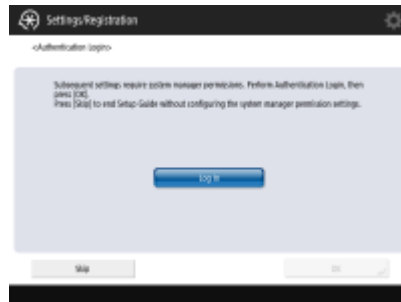 Settings/Registration
<Authentication Login>
Subsequent settings require system manager permissions. Perform Authentication Login, then
press [OK].
Press [Skip] to end Setup Guide without configuring the system manager permission settings.
Log In
Skip
OK